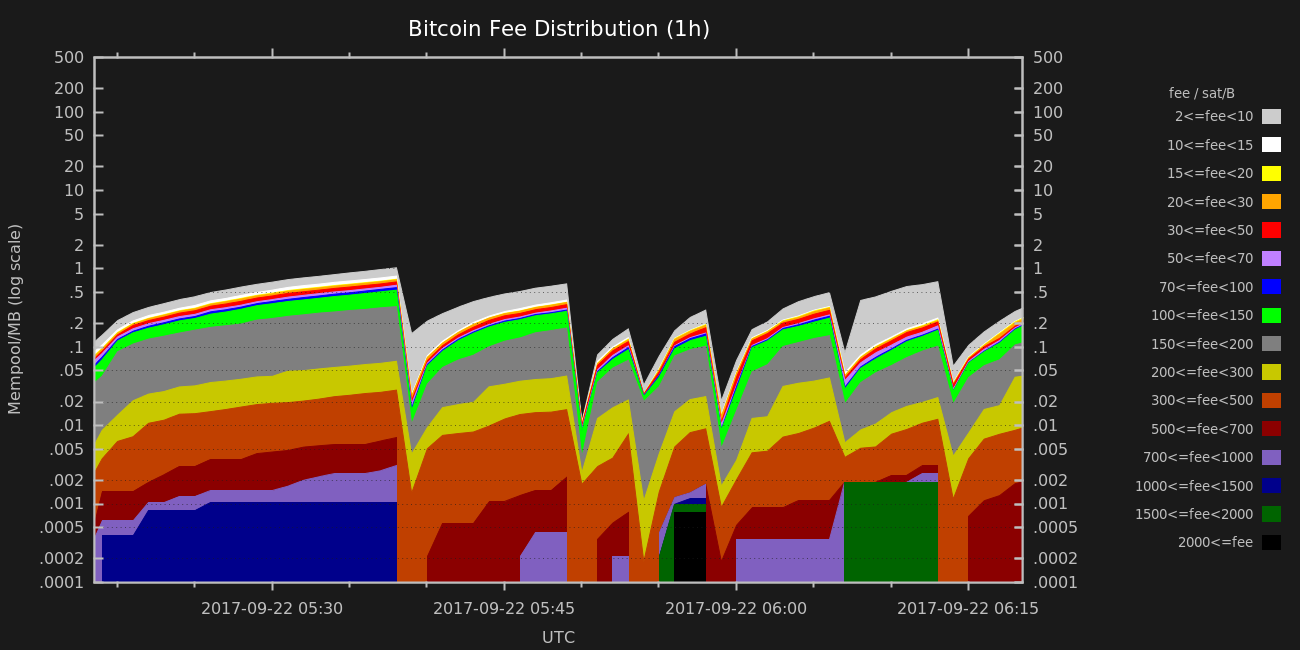 Bitcoin Fee Distribution (1h)
Mempool/MB (log scale)
500
200
100
50
20
10
5
2
1
.5
.2
.1
.05
.02
.01
.005
.002
.001
.0005
.0002
.0001
500
200
100
50
20
10
5
2
1
.5
.2
.1
.05
.02
.01
.005
.002
.001
.0005
.0002
.0001
2017-09-22 05:30
2017-09-22 05:45
2017-09-22 06:00
2017-09-22 06:15
UTC
fee / sat/B
2<=fee<10
10<=fee<15
15<=fee<20
20<=fee<30
30<=fee<50
50<=fee<70
70<=fee<100
100<=fee<150
150<=fee<200
200<=fee<300
300<=fee<500
500<=fee<700
700<=fee<1000
1000<=fee<1500
1500<=fee<2000
2000<=fee